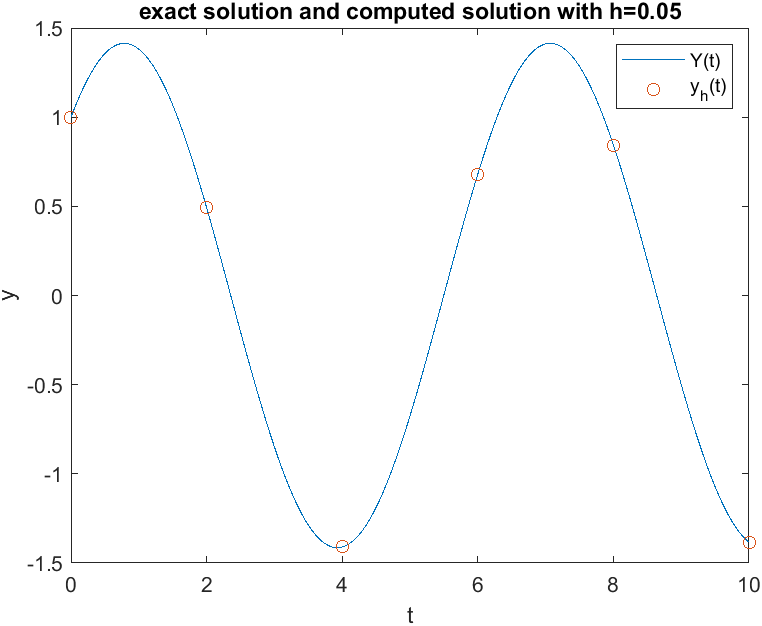 exact solution and computed solution with h=0.05
1.5
1
0.5
0
-0.5
-1
-1.5
y
Y(t)
y_h(t)
0 2 4 6 8 10
t